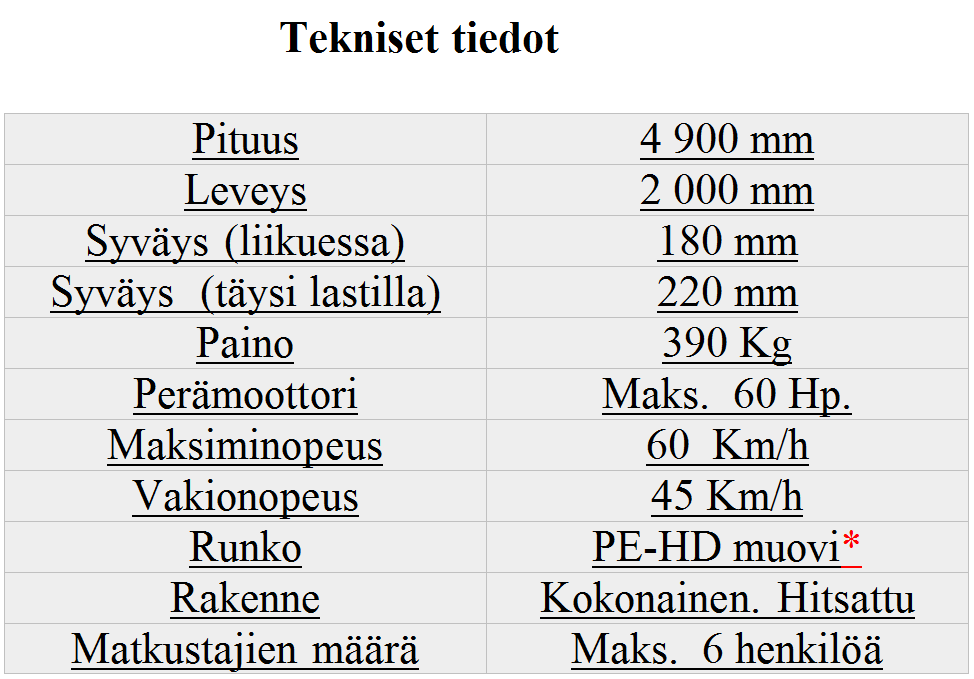 Tekniset tiedot
Pituus 4 900 mm
Leveys 2 000 mm
Syväys (liikuessa) 180 mm
Syväys  (täysi lastilla) 220 mm
Paino 390 Kg
Perämoottori Maks.  60 Hp.
Maksiminopeus 60  Km/h
Vakionopeus 45 Km/h
Runko PE-HD muovi*
Rakenne Kokonainen. Hitsattu
Matkustajien määrä Maks.  6 henkilöä